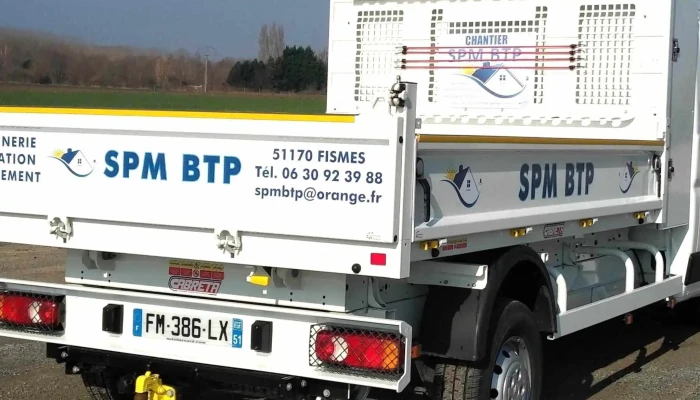 CHANTIER
SPM BTP
NERIE
ATION
EMENT
SPM BTP
51170 FISMES
Tél. 06 30 92 39 88
spmbtp@orange.fr
SPM BTP
CABRETA
F
FM-386-LX
51